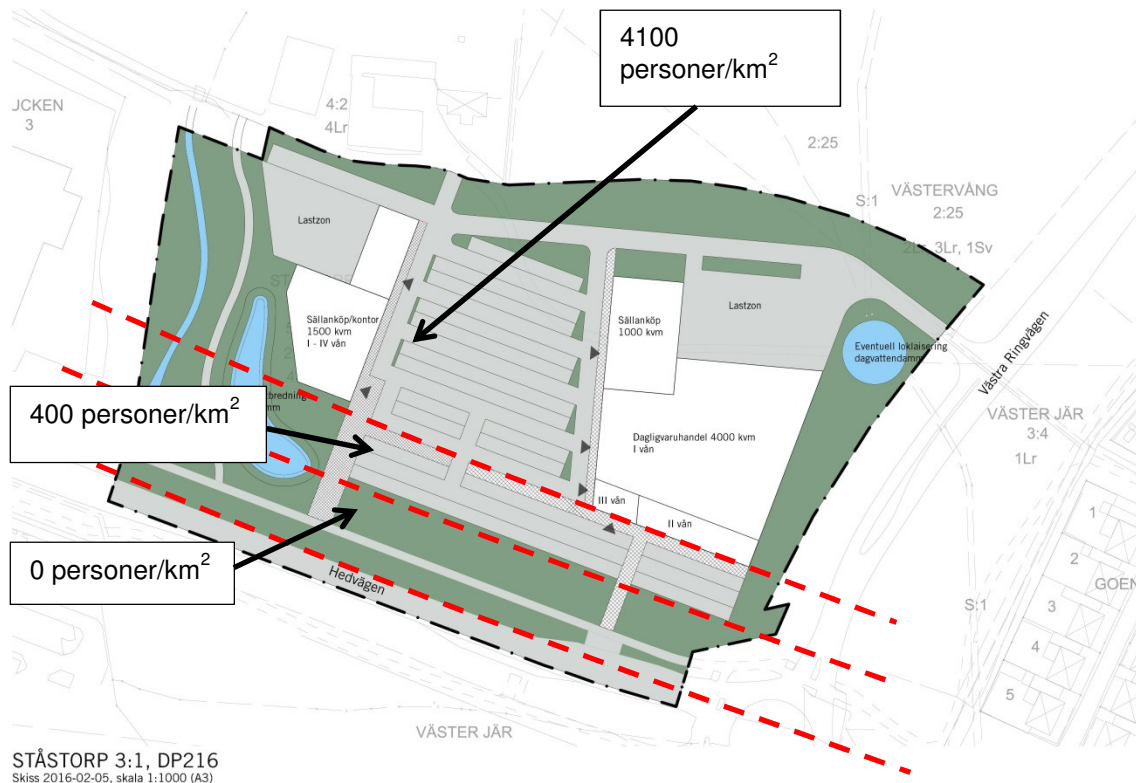 4100
personer/km²
JCKEN
3
4:2
4Lr
2:25
VÄSTERVÅNG
S:1
2:25
2Lr, 3Lr, 1Sv
Lastzon
Sällanköp/kontor
1500 kvm
I - IV vån
Sällanköp
1000 kvm
Lastzon
Eventuell loklaisering
dagvattendamm
Västra Ringvägen
400 personer/km²
Dagligvaruhandel 4000 kvm
I vån
VÄSTER JÄR
3:4
1Lr
III vån
II vån
0 personer/km²
Hedvägen
1
2
GOEN
3
S:1
4
5
VÄSTER JÄR
STÅSTORP 3:1, DP216
Skiss 2016-02-05, skala 1:1000 (A3)